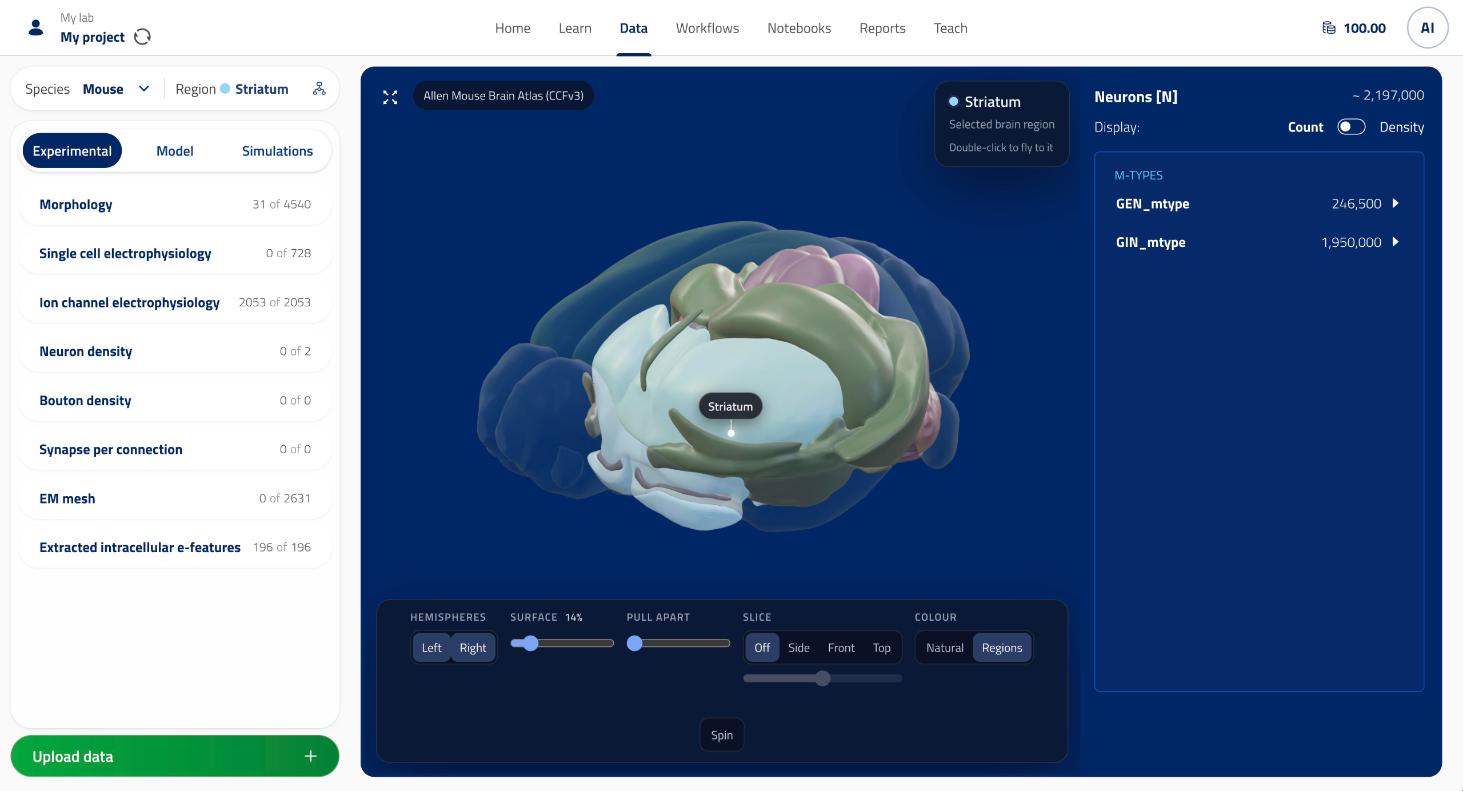 My lab
My project
Home Learn Data Workflows Notebooks Reports Teach
100.00 AI
Species Mouse Region Striatum
Experimental Model Simulations
Morphology 31 of 4540
Single cell electrophysiology 0 of 728
Ion channel electrophysiology 2053 of 2053
Neuron density 0 of 2
Bouton density 0 of 0
Synapse per connection 0 of 0
EM mesh 0 of 2631
Extracted intracellular e-features 196 of 196
Upload data +
Allen Mouse Brain Atlas (CCFv3)
Striatum
Selected brain region
Double-click to fly to it
Striatum
HEMISPHERES SURFACE 14% PULL APART SLICE COLOUR
Left Right Off Side Front Top Natural Regions
Spin
Neurons [N] ~ 2,197,000
Display: Count Density
M-TYPES
GEN_mtype 246,500
GIN_mtype 1,950,000